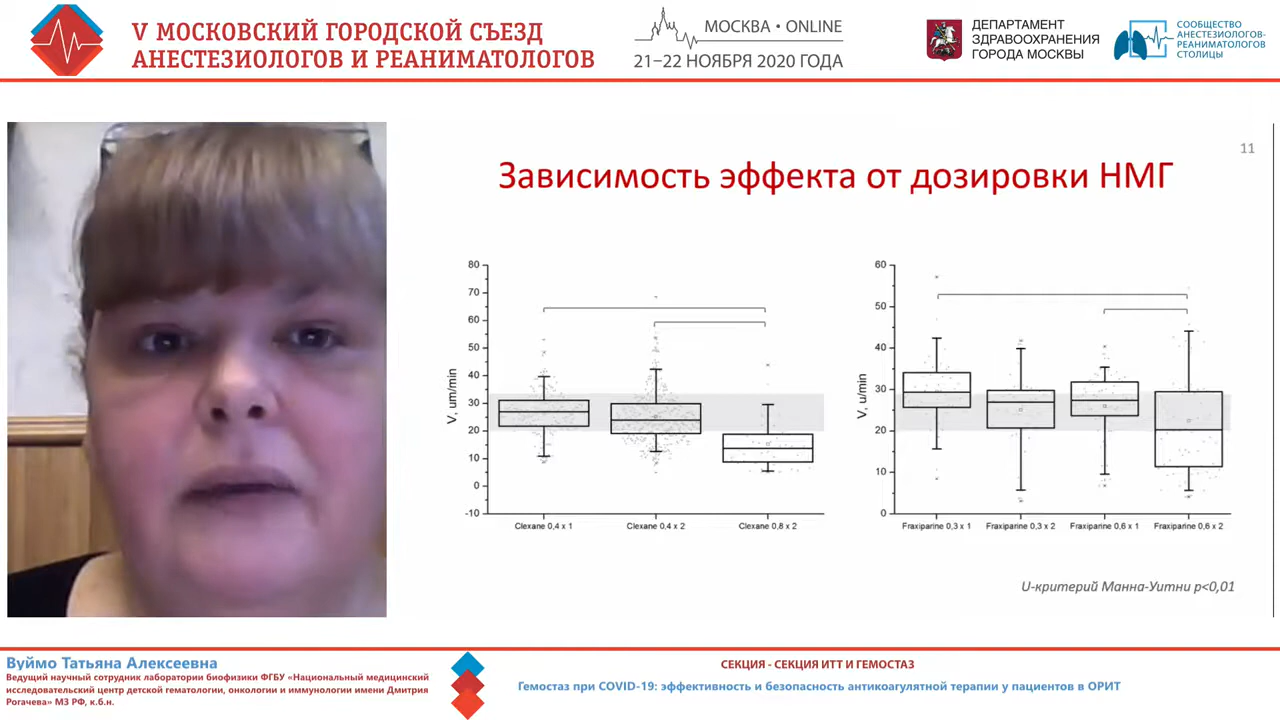 V МОСКОВСКИЙ ГОРОДСКОЙ СЪЕЗД
АНЕСТЕЗИОЛОГОВ И РЕАНИМАТОЛОГОВ
МОСКВА • ONLINE
21–22 НОЯБРЯ 2020 ГОДА
ДЕПАРТАМЕНТ
ЗДРАВООХРАНЕНИЯ
ГОРОДА МОСКВЫ
СООБЩЕСТВО
АНЕСТЕЗИОЛОГОВ-
РЕАНИМАТОЛОГОВ
СТОЛИЦЫ
11
Зависимость эффекта от дозировки НМГ
V, um/min
80
70
60
50
40
30
20
10
0
-10
Clexane 0,4 x 1
Clexane 0,4 x 2
Clexane 0,8 x 2
V, u/min
60
50
40
30
20
10
0
Fraxiparine 0,3 x 1
Fraxiparine 0,3 x 2
Fraxiparine 0,6 x 1
Fraxiparine 0,6 x 2
U-критерий Манна-Уитни p<0,01
Вуймо Татьяна Алексеевна
Ведущий научный сотрудник лаборатории биофизики ФГБУ «Национальный медицинский
исследовательский центр детской гематологии, онкологии и иммунологии имени Дмитрия
Рогачева» МЗ РФ, к.б.н.
СЕКЦИЯ - СЕКЦИЯ ИТТ И ГЕМОСТАЗ
Гемостаз при COVID-19: эффективность и безопасность антикоагулятной терапии у пациентов в ОРИТ